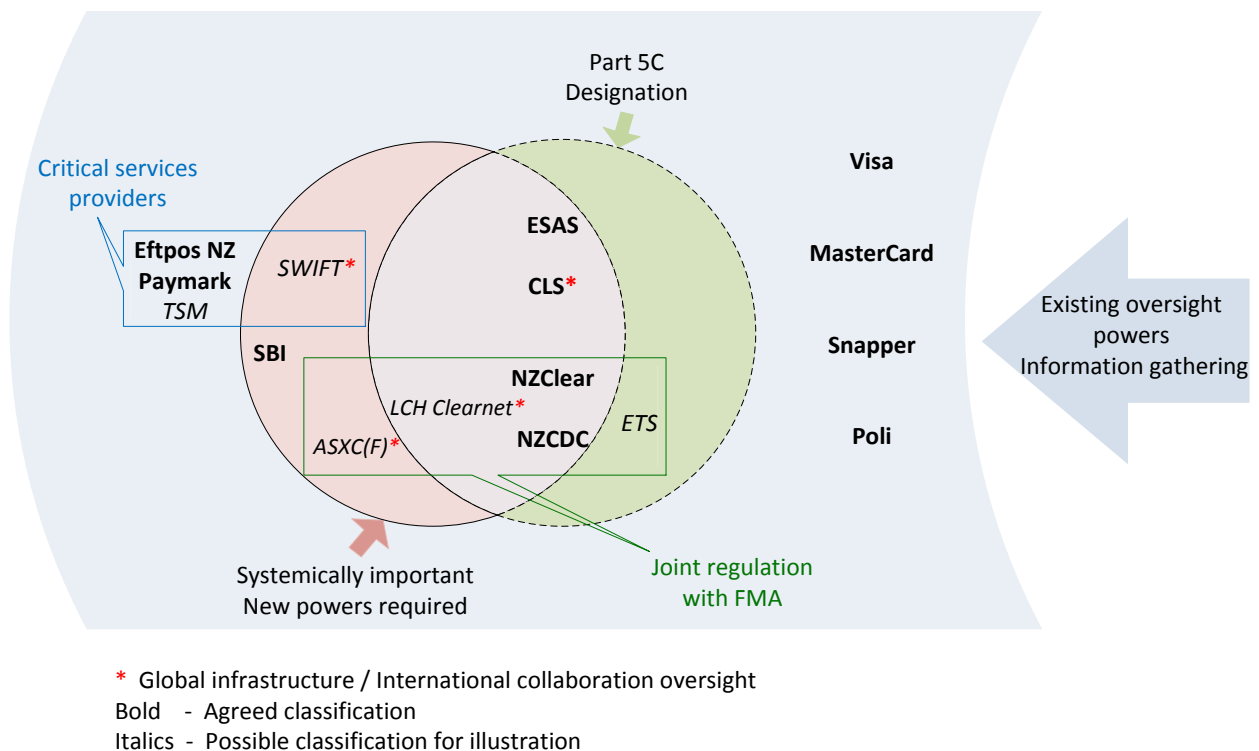 Part 5C
Designation
Critical services
providers
Visa
Eftpos NZ
Paymark
TSM
SWIFT*
ESAS
CLS*
MasterCard
Existing oversight
powers
Information gathering
SBI
Snapper
NZClear
LCH Clearnet*
ETS
ASXC(F)*
NZCDC
Poli
Systemically important
New powers required
Joint regulation
with FMA
* Global infrastructure / International collaboration oversight
Bold - Agreed classification
Italics - Possible classification for illustration